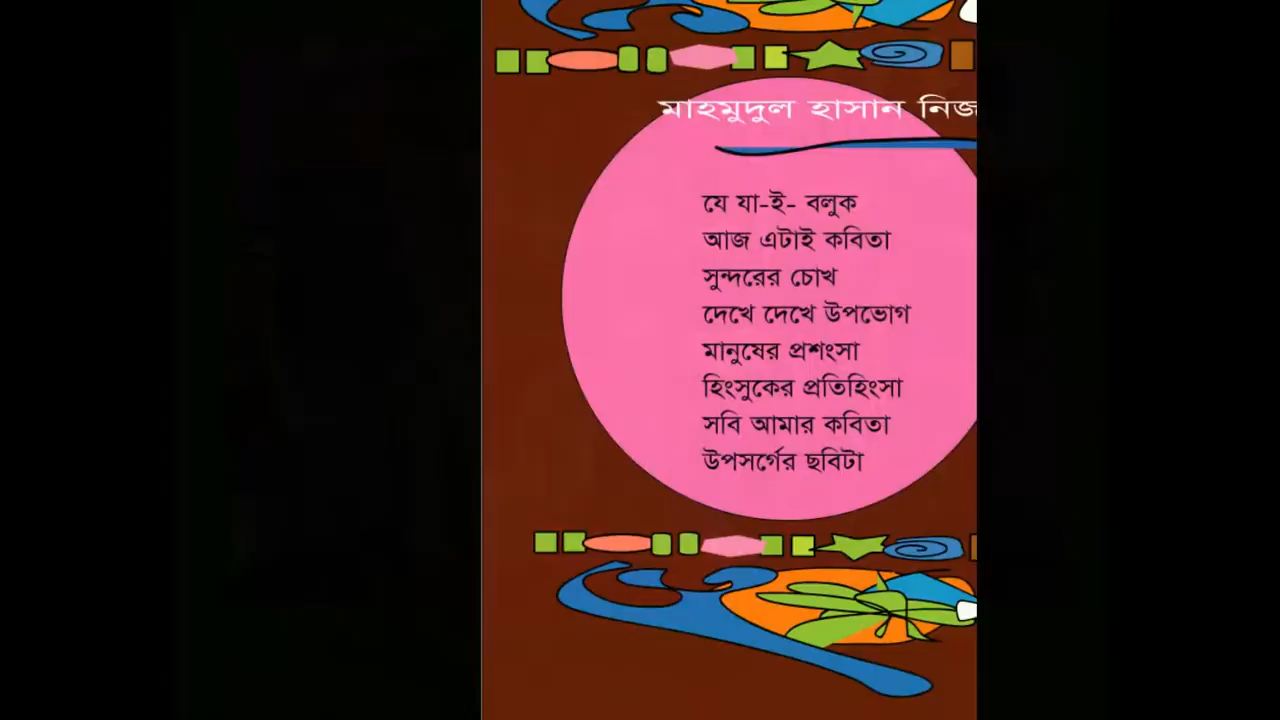 মাহমুদুল হাসান নিজ
যে যা-ই- বলুক
আজ এটাই কবিতা
সুন্দরের চোখ
দেখে দেখে উপভোগ
মানুষের প্রশংসা
হিংসুকের প্রতিহিংসা
সবি আমার কবিতা
উপসর্গের ছবিটা